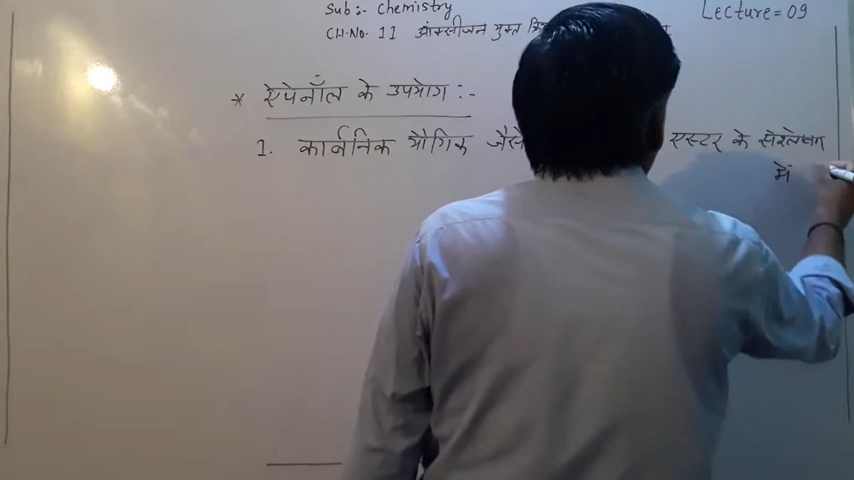 Sub:- Chemistry
Lecture = 09
CH.No. 11 ऑक्सीजन युक्त
* ऐथेनॉल के उपयोग :-
1. कार्बनिक यौगिक जैसे एस्टर के संश्लेषण
में